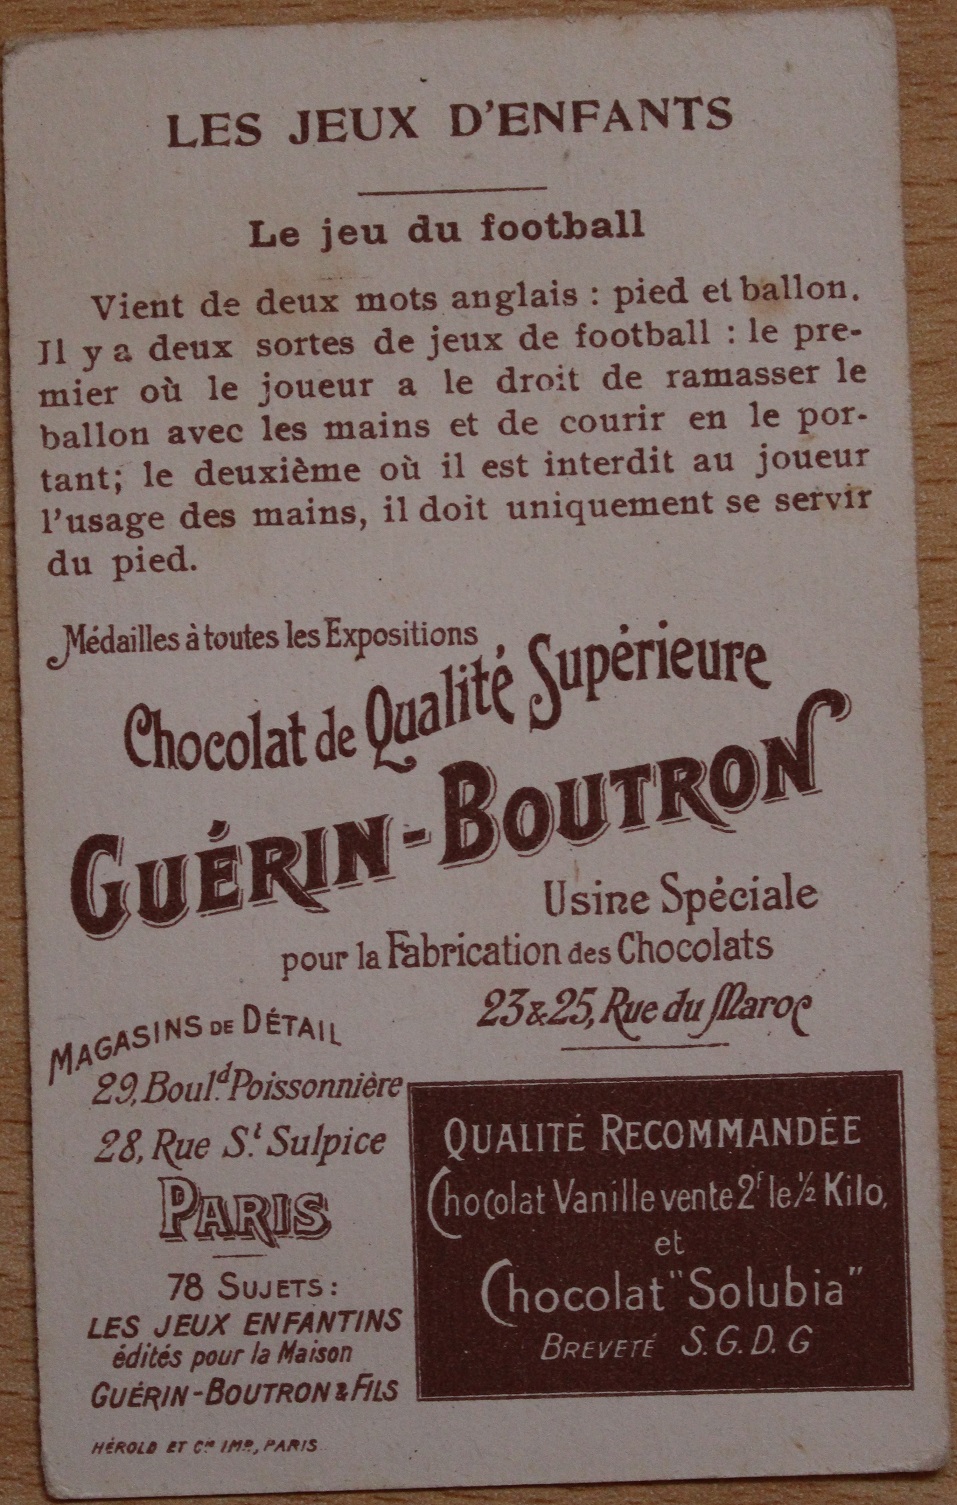 LES JEUX D'ENFANTS
Le jeu du football
Vient de deux mots anglais : pied et ballon.
Il y a deux sortes de jeux de football : le pre-
mier où le joueur a le droit de ramasser le
ballon avec les mains et de courir en le por-
tant; le deuxième où il est interdit au joueur
l'usage des mains, il doit uniquement se servir
du pied.
Médailles à toutes les Expositions
Chocolat de Qualité Supérieure
GUÉRIN-BOUTRON
Usine Spéciale
pour la Fabrication des Chocolats
23 & 25, Rue du Maroc
MAGASINS DE DÉTAIL
29, Boul.d Poissonnière
28, Rue S.t Sulpice
PARIS
78 SUJETS :
LES JEUX ENFANTINS
édités pour la Maison
GUÉRIN-BOUTRON & FILS
HÉROLD ET Cie IMP., PARIS
QUALITÉ RECOMMANDÉE
Chocolat Vanille vente 2f le ½ Kilo,
et
Chocolat "Solubia"
BREVETÉ S. G. D. G